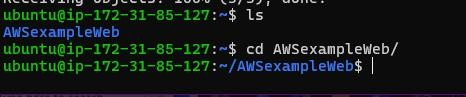 Receiving objects: 100% (3/3), done.
ubuntu@ip-172-31-85-127:~$ ls
AWSexampleWeb
ubuntu@ip-172-31-85-127:~$ cd AWSexampleWeb/
ubuntu@ip-172-31-85-127:~/AWSexampleWeb$